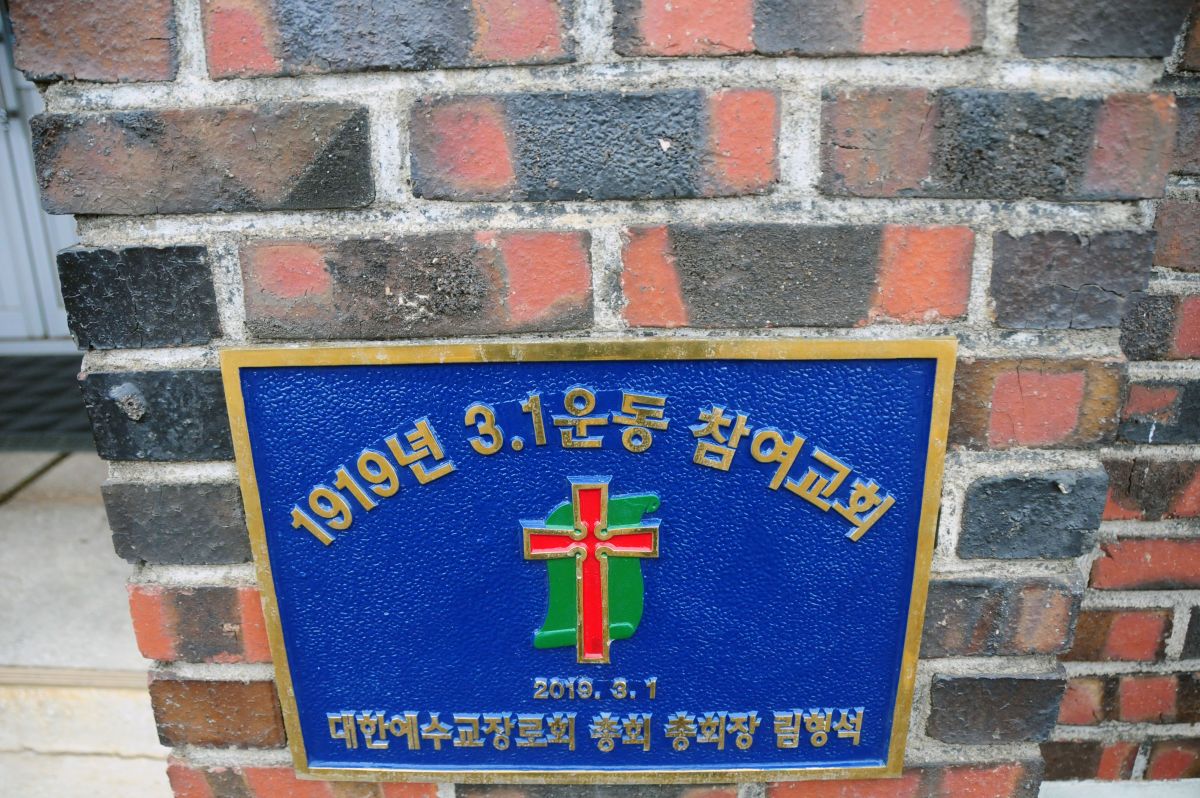 1919년 3.1운동 참여교회
2019. 3. 1
대한예수교장로회 총회 총회장 림형석